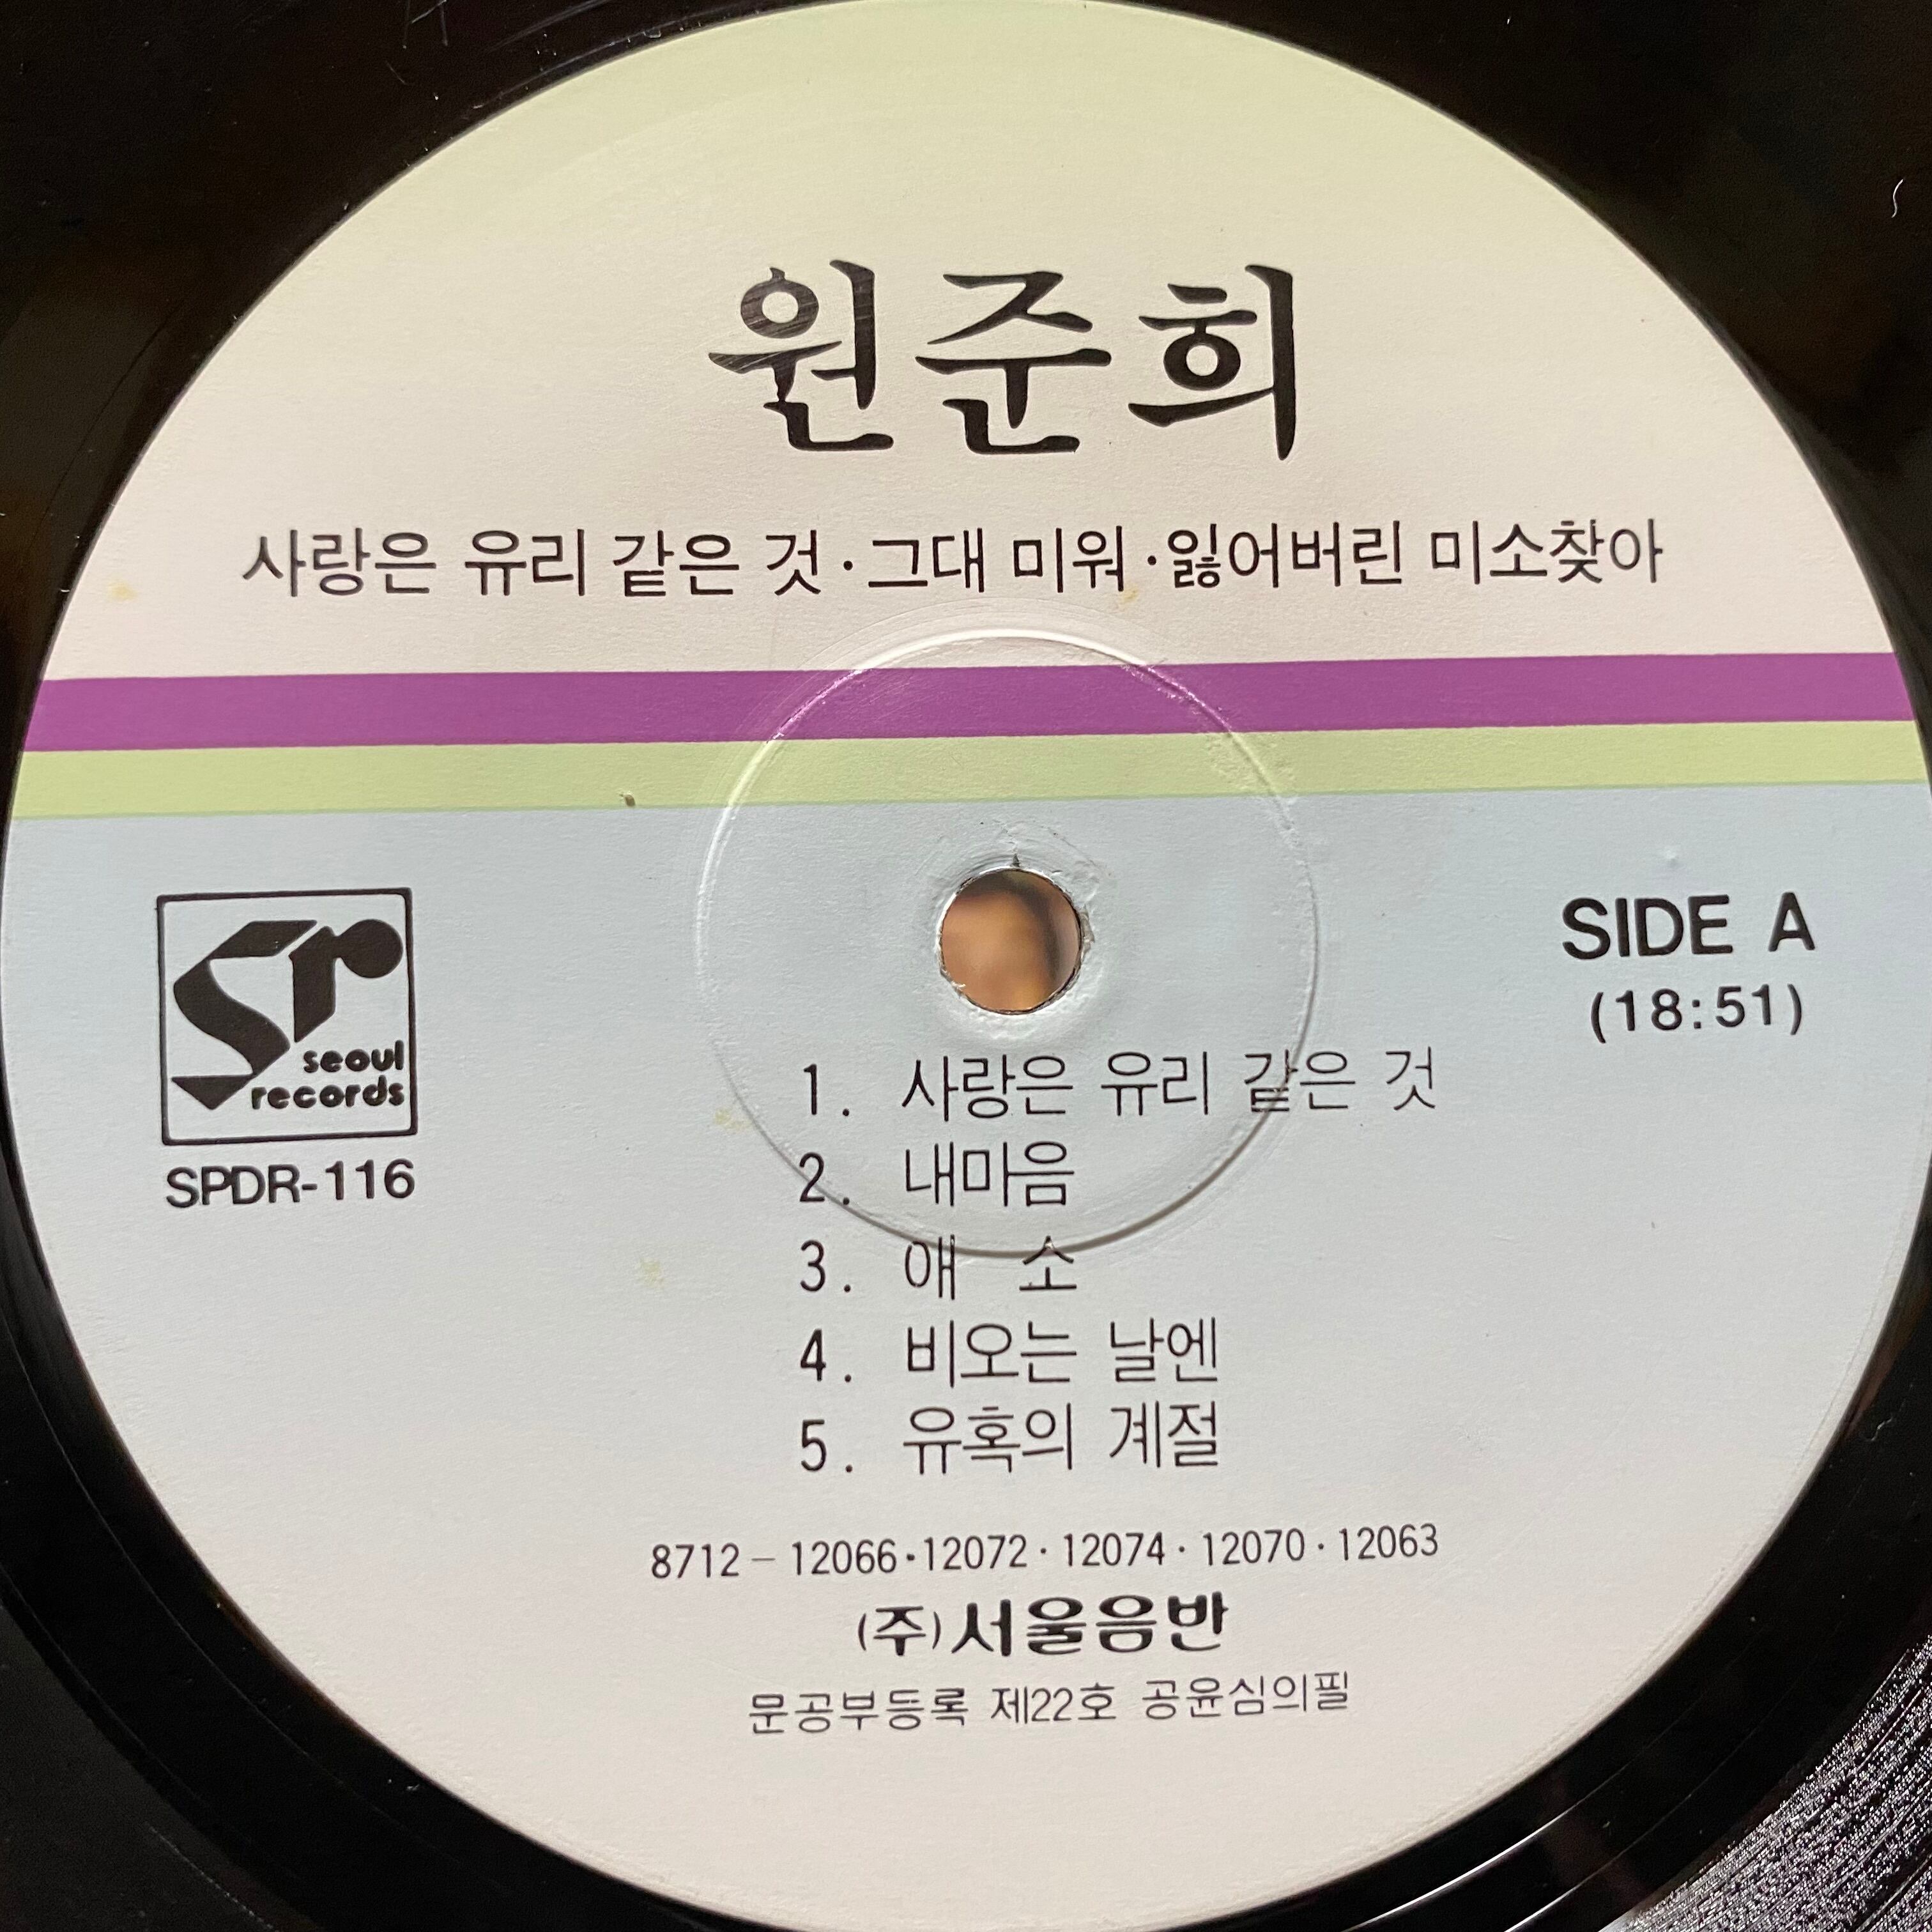 원준희
사랑은 유리 같은 것·그대 미워·잃어버린 미소찾아
SIDE A
(18:51)
sr
seoul
records
SPDR-116
1. 사랑은 유리 같은 것
2. 내마음
3. 애 소
4. 비오는 날엔
5. 유혹의 계절
8712 - 12066·12072·12074·12070·12063
(주)서울음반
문공부등록 제22호 공윤심의필